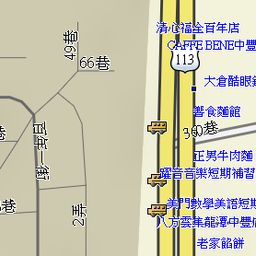 清心福全百年店
CAFFE BENE中豐
49巷
113
66巷
大倉酷眼鏡
善食麵館
360巷
正男牛肉麵
耀音音樂短期補習
2弄
美門數學美語短期
八方雲集龍潭中豐店
老家餡餅